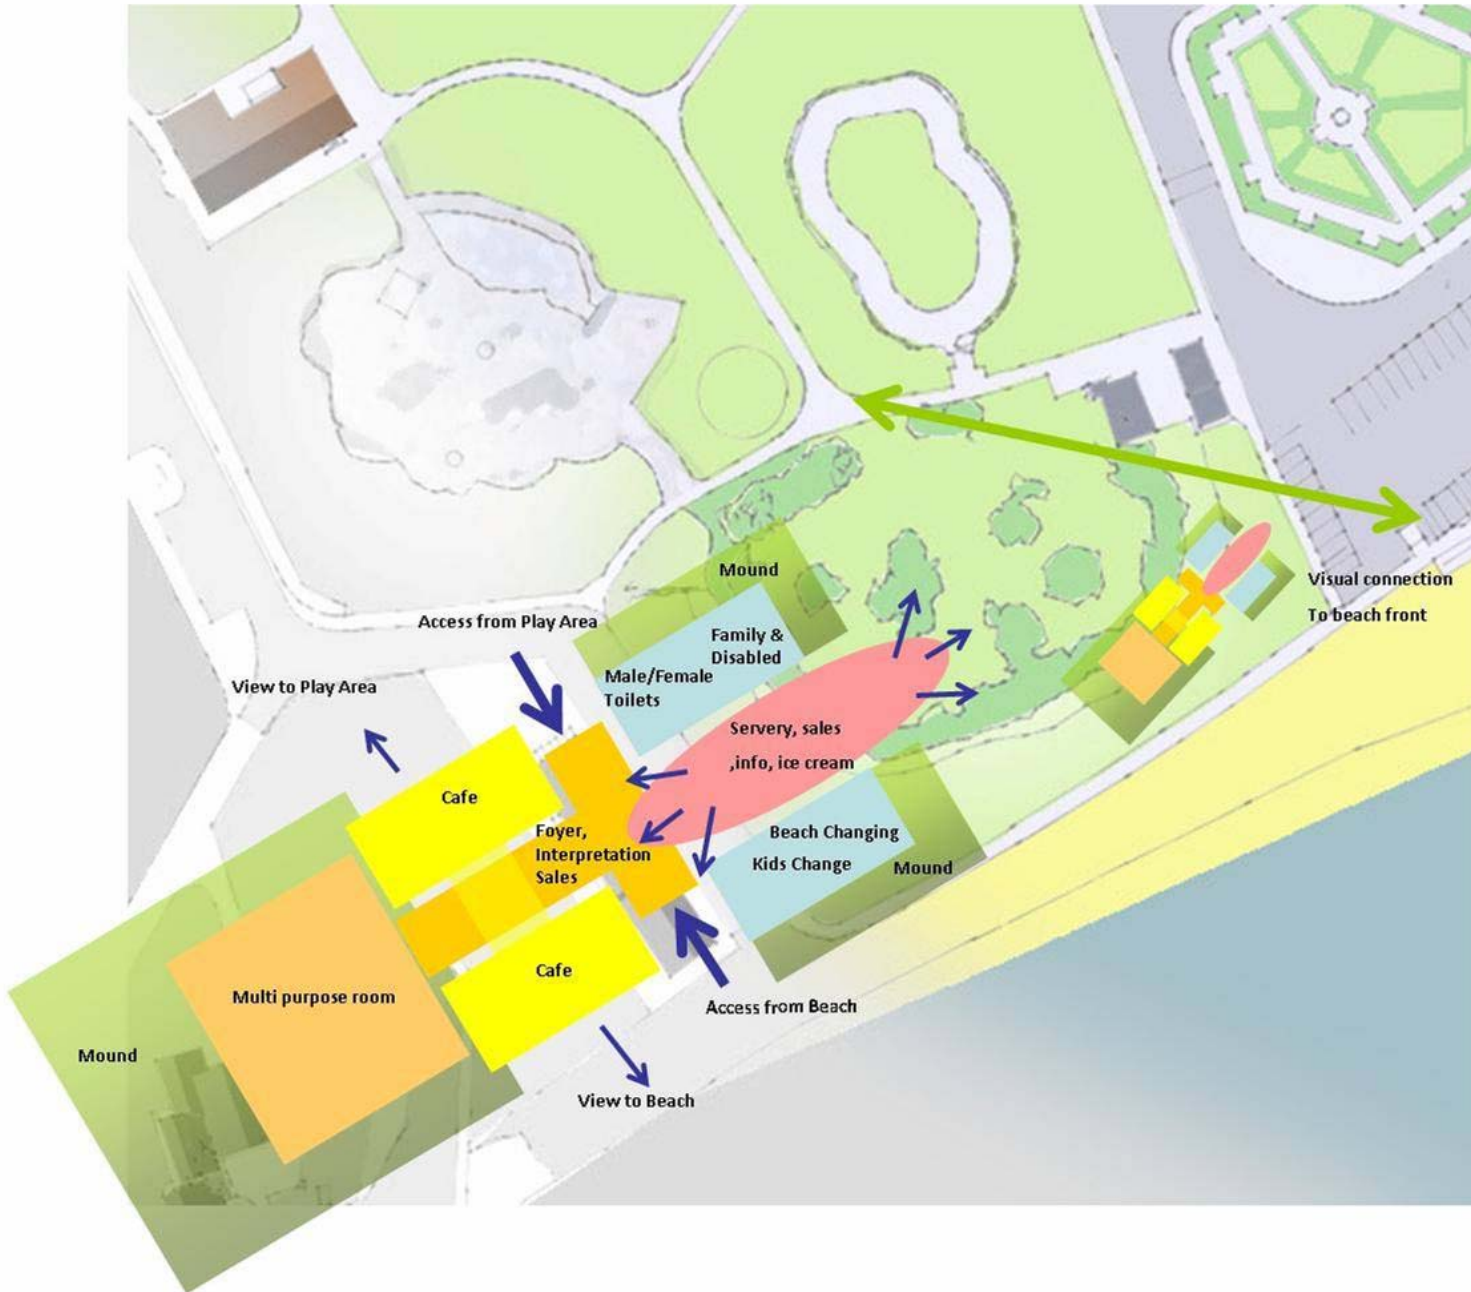 Mound
Access from Play Area
Family &
Disabled
Male/Female
Toilets
Visual connection
To beach front
View to Play Area
Servery, sales
,info, ice cream
Cafe
Foyer,
Interpretation
Sales
Beach Changing
Kids Change
Mound
Cafe
Multi purpose room
Access from Beach
Mound
View to Beach